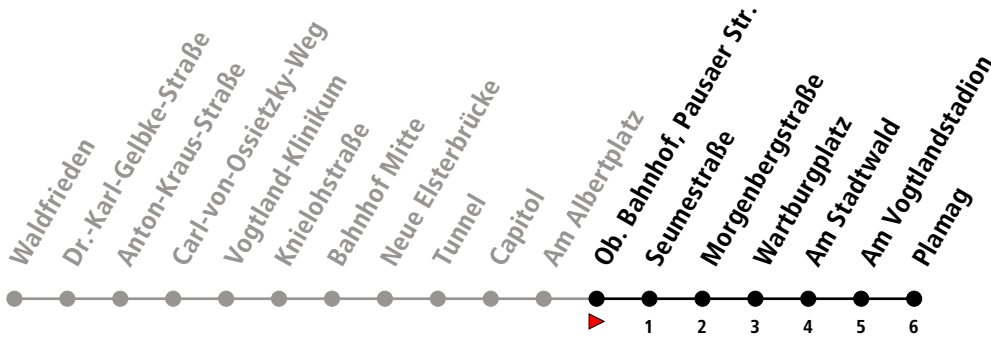 Waldfrieden
Dr.-Karl-Gelbke-Straße
Anton-Kraus-Straße
Carl-von-Ossietzky-Weg
Vogtland-Klinikum
Knielohstraße
Bahnhof Mitte
Neue Elsterbrücke
Tunnel
Capitol
Am Albertplatz
Ob. Bahnhof, Pausaer Str.
Seumestraße
Morgenbergstraße
Wartburgplatz
Am Stadtwald
Am Vogtlandstadion
Plamag
1 2 3 4 5 6